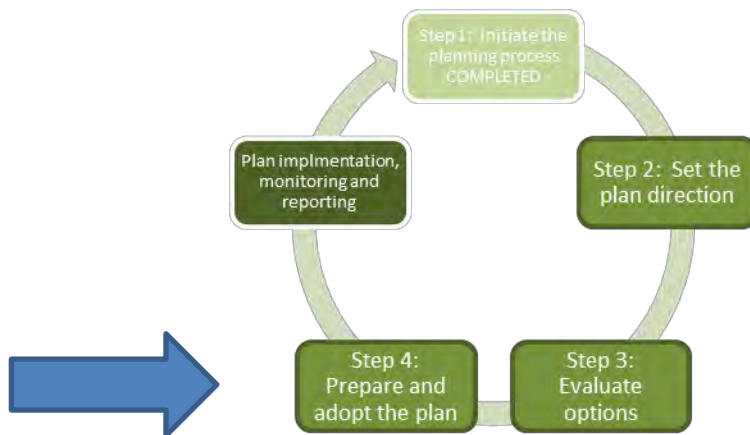 Step 1:  Initiate the
planning process
COMPLETED
Step 2:  Set the
plan direction
Step 3:
Evaluate
options
Step 4:
Prepare and
adopt the plan
Plan implmentation,
monitoring and
reporting